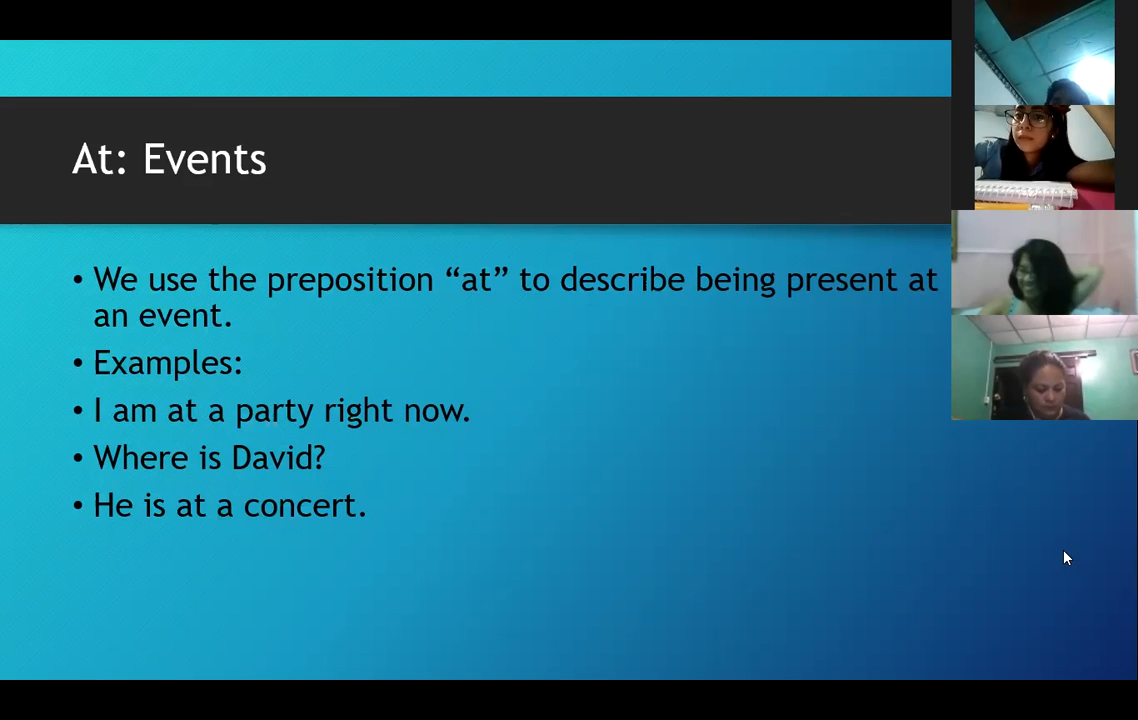 At: Events
• We use the preposition “at” to describe being present at
an event.
• Examples:
• I am at a party right now.
• Where is David?
• He is at a concert.